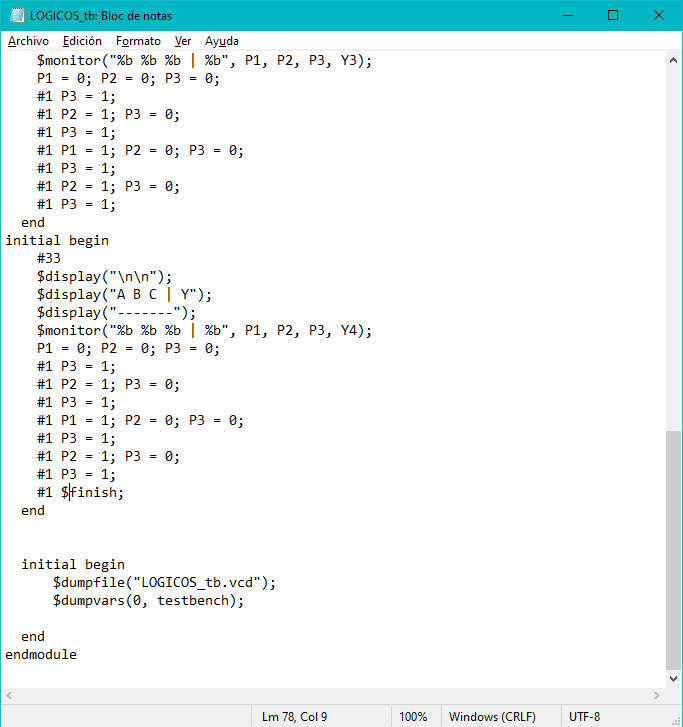 LOGICOS_tb: Bloc de notas
Archivo Edición Formato Ver Ayuda
$monitor("%b %b %b | %b", P1, P2, P3, Y3);
P1 = 0; P2 = 0; P3 = 0;
#1 P3 = 1;
#1 P2 = 1; P3 = 0;
#1 P3 = 1;
#1 P1 = 1; P2 = 0; P3 = 0;
#1 P3 = 1;
#1 P2 = 1; P3 = 0;
#1 P3 = 1;
end
initial begin
#33
$display("\n\n");
$display("A B C | Y");
$display("-------");
$monitor("%b %b %b | %b", P1, P2, P3, Y4);
P1 = 0; P2 = 0; P3 = 0;
#1 P3 = 1;
#1 P2 = 1; P3 = 0;
#1 P3 = 1;
#1 P1 = 1; P2 = 0; P3 = 0;
#1 P3 = 1;
#1 P2 = 1; P3 = 0;
#1 P3 = 1;
#1 $finish;
end
initial begin
$dumpfile("LOGICOS_tb.vcd");
$dumpvars(0, testbench);
end
endmodule
Lm 78, Col 9 100% Windows (CRLF) UTF-8